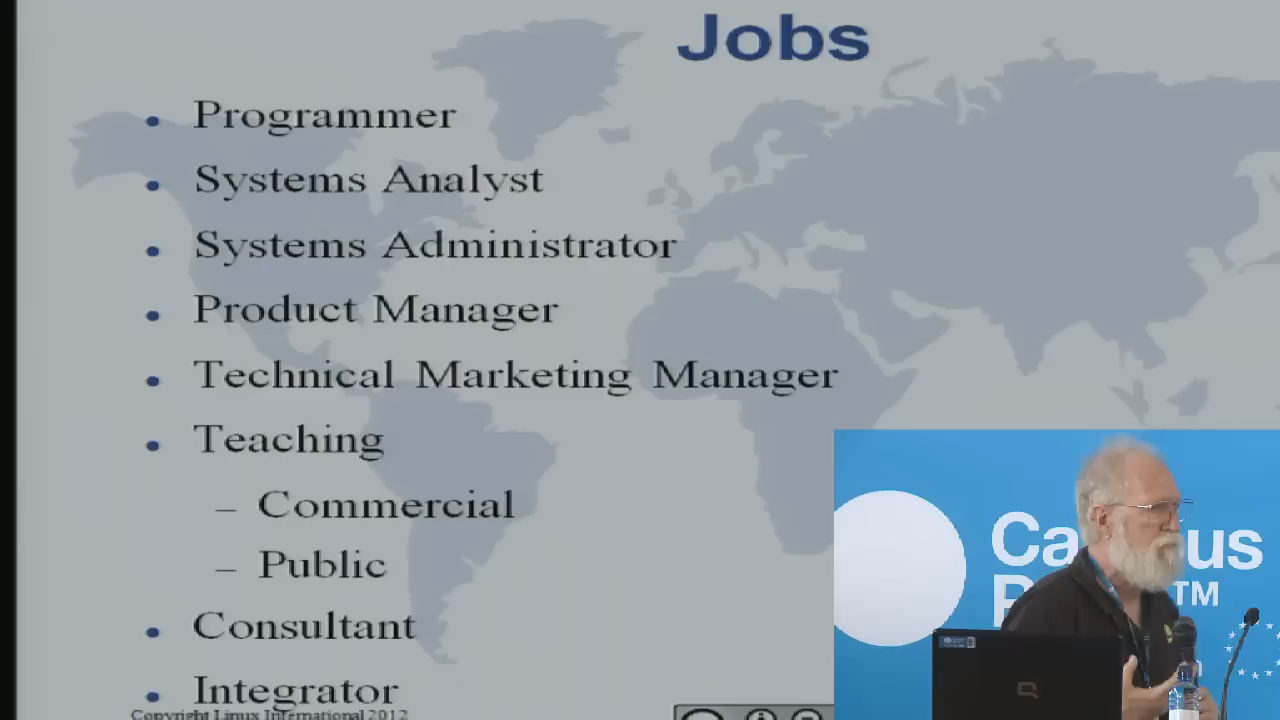 Jobs
Programmer
Systems Analyst
Systems Administrator
Product Manager
Technical Marketing Manager
Teaching
– Commercial
– Public
Consultant
Integrator
Copyright Linux International 2012
TM